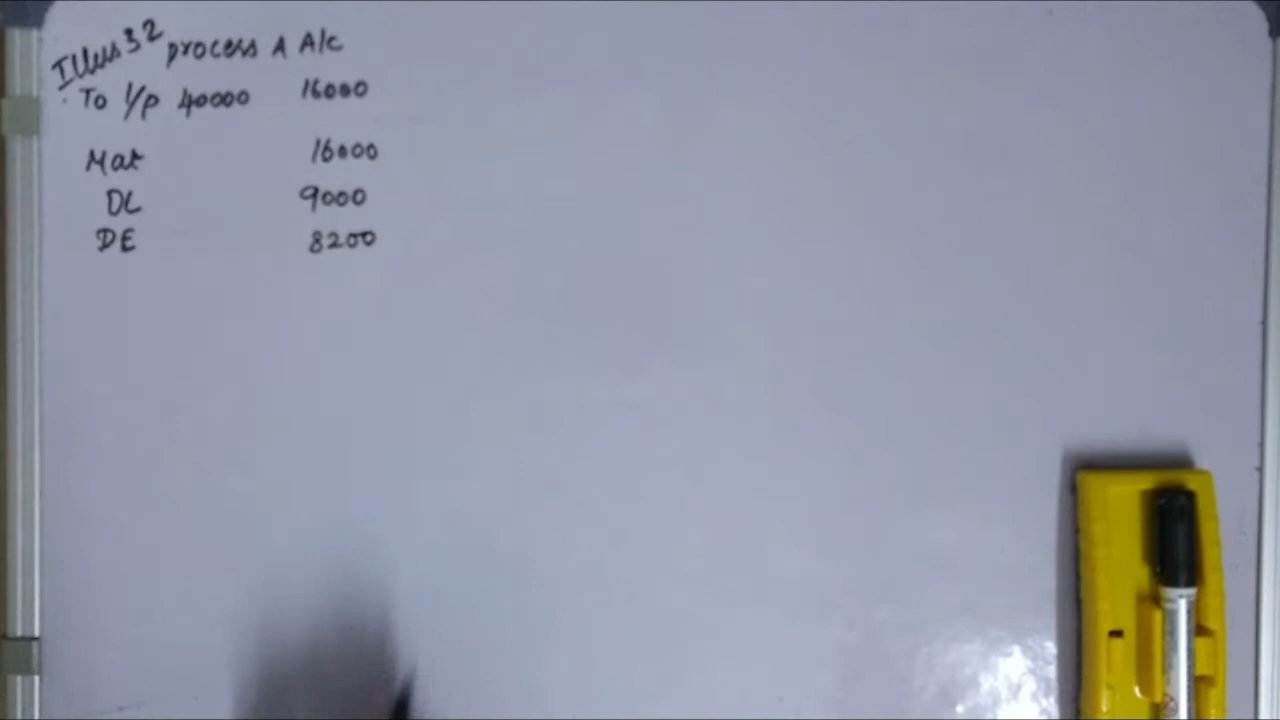 Illus 32 process A A/c
To I/p 40000 16000
Mat 16000
DL 9000
DE 8200